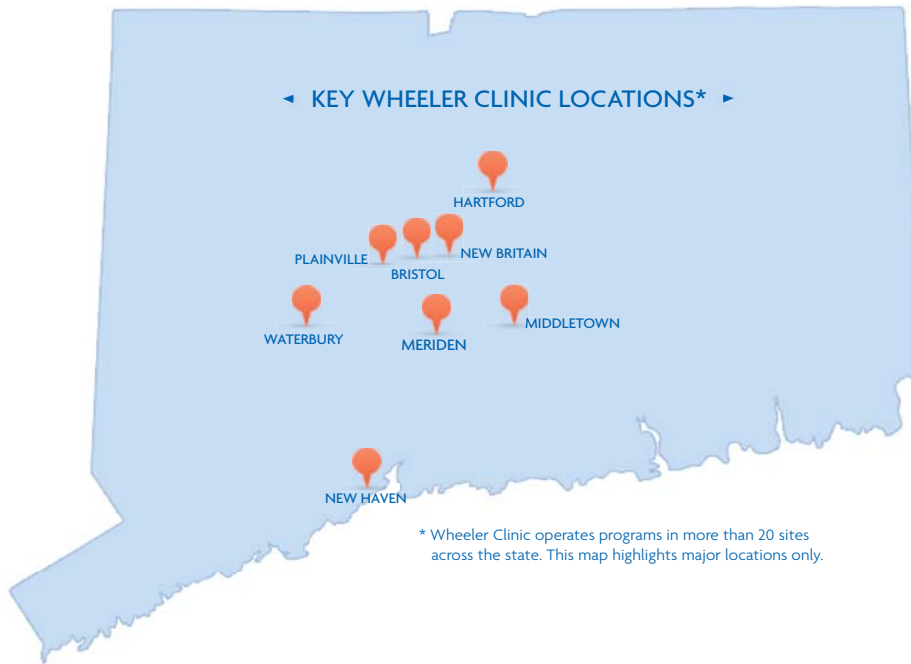 ◄ KEY WHEELER CLINIC LOCATIONS* ►
HARTFORD
NEW BRITAIN
PLAINVILLE
BRISTOL
MIDDLETOWN
WATERBURY
MERIDEN
NEW HAVEN
* Wheeler Clinic operates programs in more than 20 sites
across the state. This map highlights major locations only.